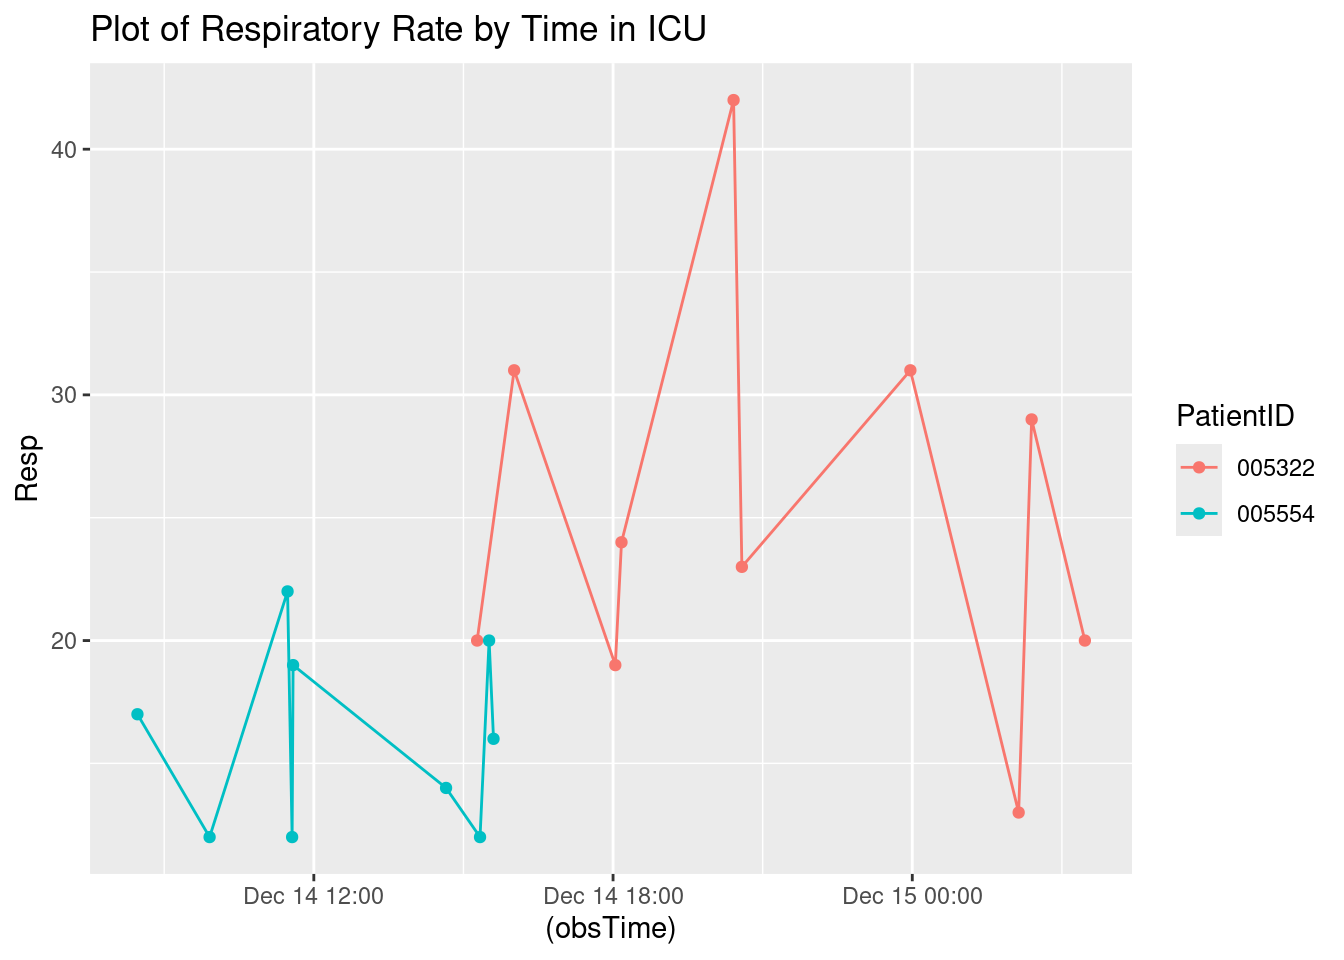 Plot of Respiratory Rate by Time in ICU
40
30
20
Resp
Dec 14 12:00
Dec 14 18:00
Dec 15 00:00
(obsTime)
PatientID
005322
005554